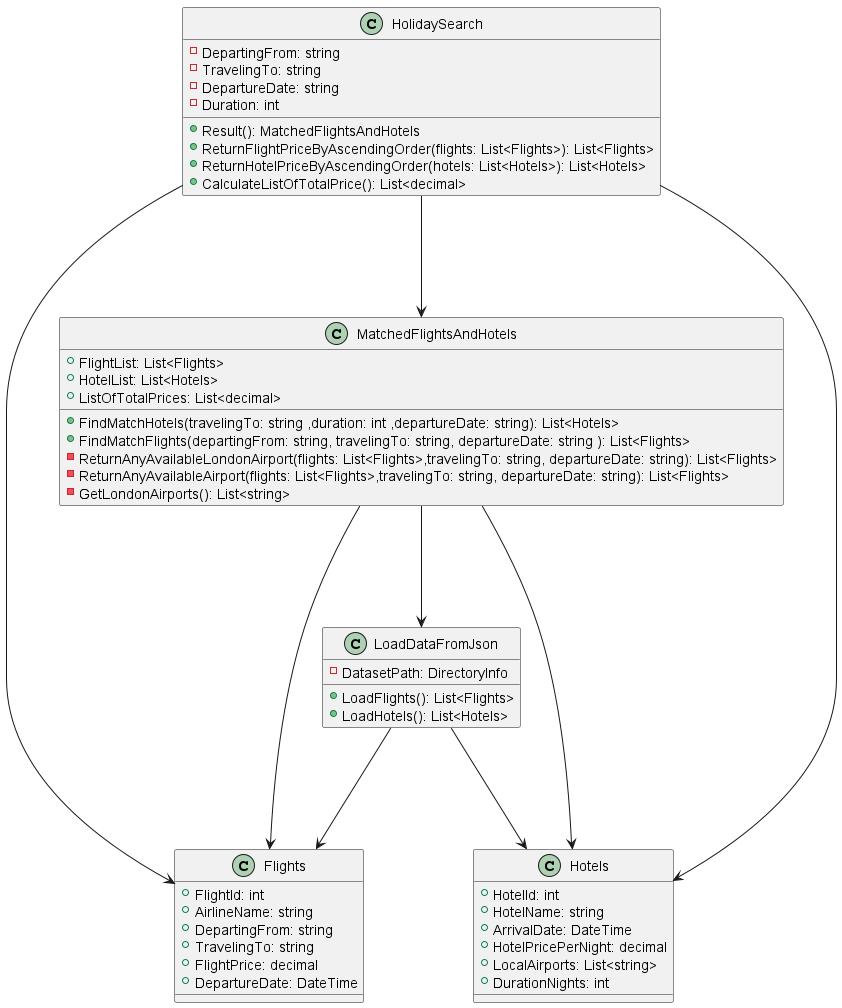 C HolidaySearch
DepartingFrom: string
TravelingTo: string
DepartureDate: string
Duration: int
Result(): MatchedFlightsAndHotels
ReturnFlightPriceByAscendingOrder(flights: List<Flights>): List<Flights>
ReturnHotelPriceByAscendingOrder(hotels: List<Hotels>): List<Hotels>
CalculateListOfTotalPrice(): List<decimal>
C MatchedFlightsAndHotels
FlightList: List<Flights>
HotelList: List<Hotels>
ListOfTotalPrices: List<decimal>
FindMatchHotels(travelingTo: string ,duration: int ,departureDate: string): List<Hotels>
FindMatchFlights(departingFrom: string, travelingTo: string, departureDate: string ): List<Flights>
ReturnAnyAvailableLondonAirport(flights: List<Flights>,travelingTo: string, departureDate: string): List<Flights>
ReturnAnyAvailableAirport(flights: List<Flights>,travelingTo: string, departureDate: string): List<Flights>
GetLondonAirports(): List<string>
C LoadDataFromJson
DatasetPath: DirectoryInfo
LoadFlights(): List<Flights>
LoadHotels(): List<Hotels>
C Flights
FlightId: int
AirlineName: string
DepartingFrom: string
TravelingTo: string
FlightPrice: decimal
DepartureDate: DateTime
C Hotels
HotelId: int
HotelName: string
ArrivalDate: DateTime
HotelPricePerNight: decimal
LocalAirports: List<string>
DurationNights: int